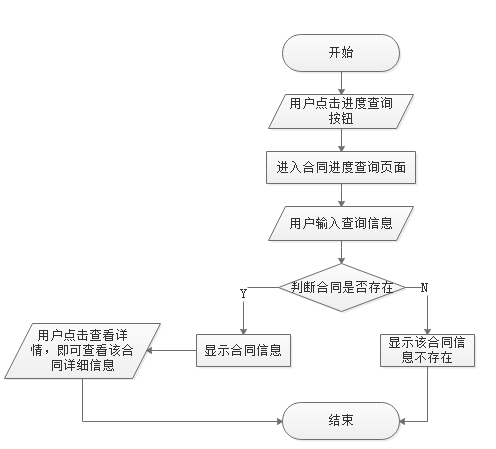 开始
用户点击进度查询
按钮
进入合同进度查询页面
用户输入查询信息
判断合同是否存在
Y
N
用户点击查看详
情，即可查看该合
同详细信息
显示合同信息
显示该合同信
息不存在
结束